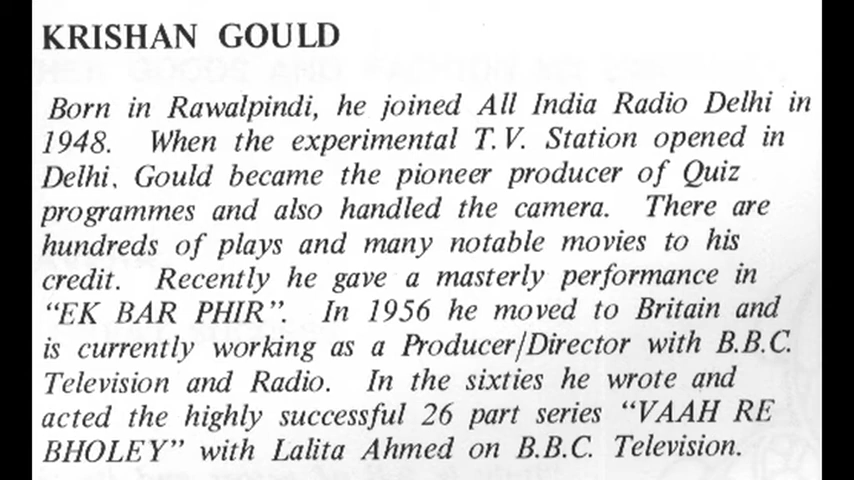 KRISHAN GOULD
Born in Rawalpindi, he joined All India Radio Delhi in
1948. When the experimental T.V. Station opened in
Delhi. Gould became the pioneer producer of Quiz
programmes and also handled the camera. There are
hundreds of plays and many notable movies to his
credit. Recently he gave a masterly performance in
“EK BAR PHIR”. In 1956 he moved to Britain and
is currently working as a Producer/Director with B.B.C.
Television and Radio. In the sixties he wrote and
acted the highly successful 26 part series “VAAH RE
BHOLEY” with Lalita Ahmed on B.B.C. Television.